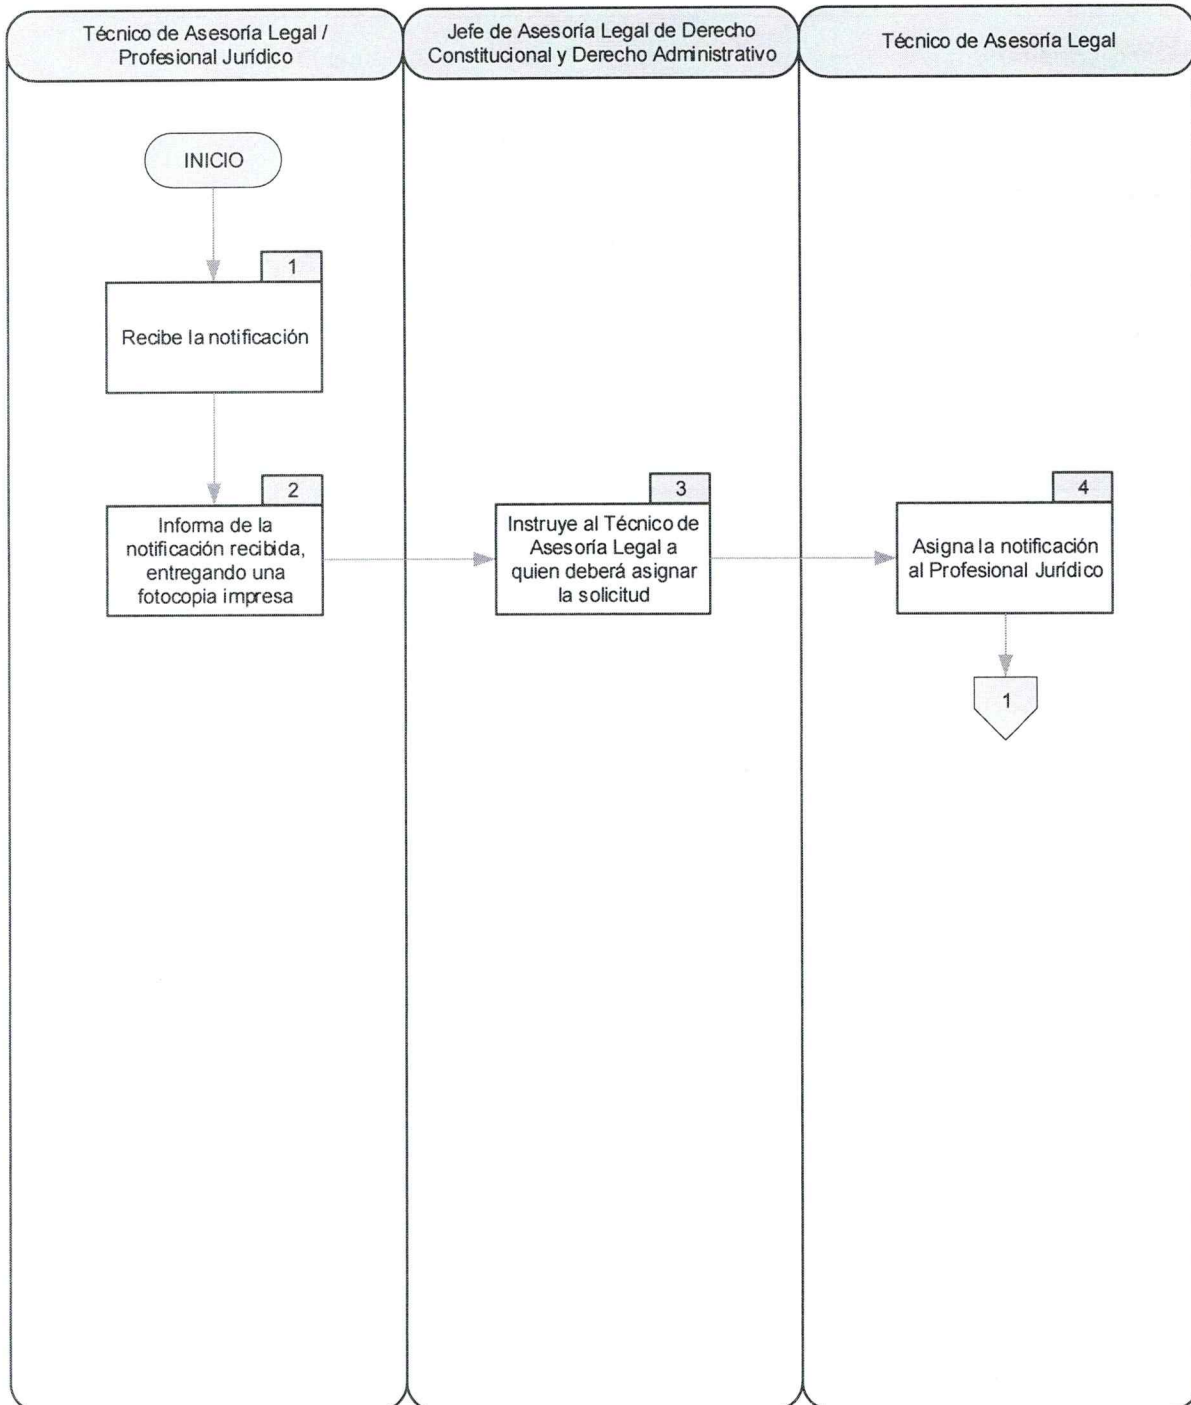 Técnico de Asesoría Legal /
Profesional Jurídico
Jefe de Asesoría Legal de Derecho
Constitucional y Derecho Administrativo
Técnico de Asesoría Legal
INICIO
1
Recibe la notificación
2
Informa de la
notificación recibida,
entregando una
fotocopia impresa
3
Instruye al Técnico de
Asesoría Legal a
quien deberá asignar
la solicitud
4
Asigna la notificación
al Profesional Jurídico
1